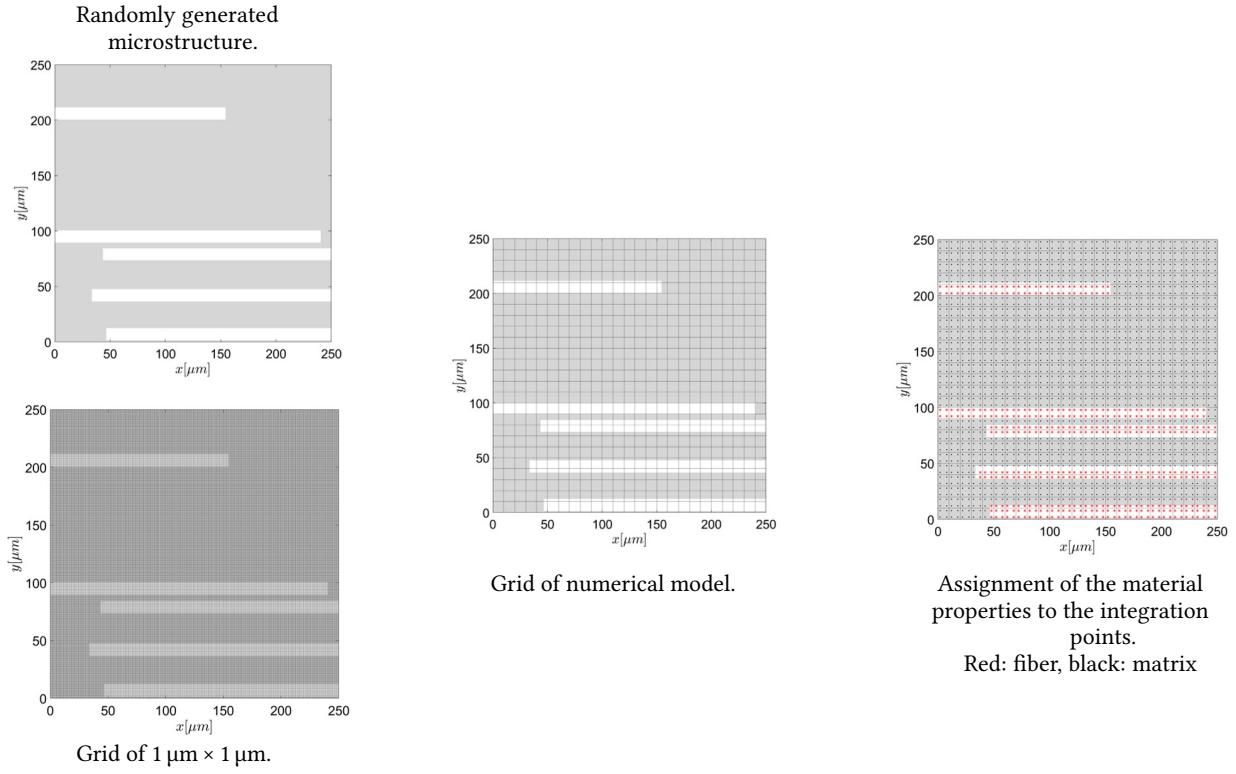 Randomly generated
microstructure.
250
200
150
100
50
0
y[μm]
0 50 100 150 200 250
x[μm]
250
200
150
100
50
0
y[μm]
0 50 100 150 200 250
x[μm]
Grid of 1 μm × 1 μm.
250
200
150
100
50
0
y[μm]
0 50 100 150 200 250
x[μm]
Grid of numerical model.
250
200
150
100
50
0
y[μm]
0 50 100 150 200 250
x[μm]
Assignment of the material
properties to the integration
points.
Red: fiber, black: matrix